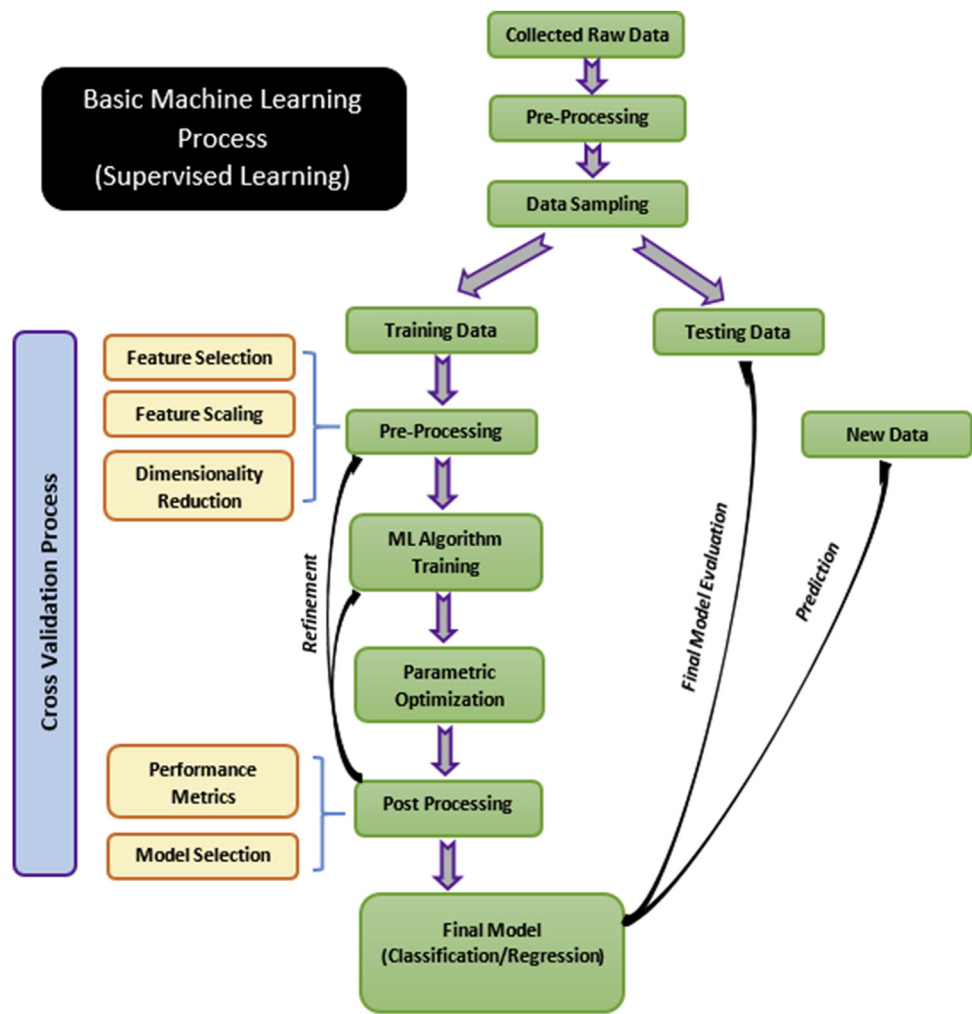 Collected Raw Data
Basic Machine Learning
Process
(Supervised Learning)
Pre-Processing
Data Sampling
Training Data
Testing Data
Feature Selection
Feature Scaling
Dimensionality
Reduction
Pre-Processing
New Data
Cross Validation Process
ML Algorithm
Training
Refinement
Final Model Evaluation
Prediction
Parametric
Optimization
Performance
Metrics
Model Selection
Post Processing
Final Model
(Classification/Regression)